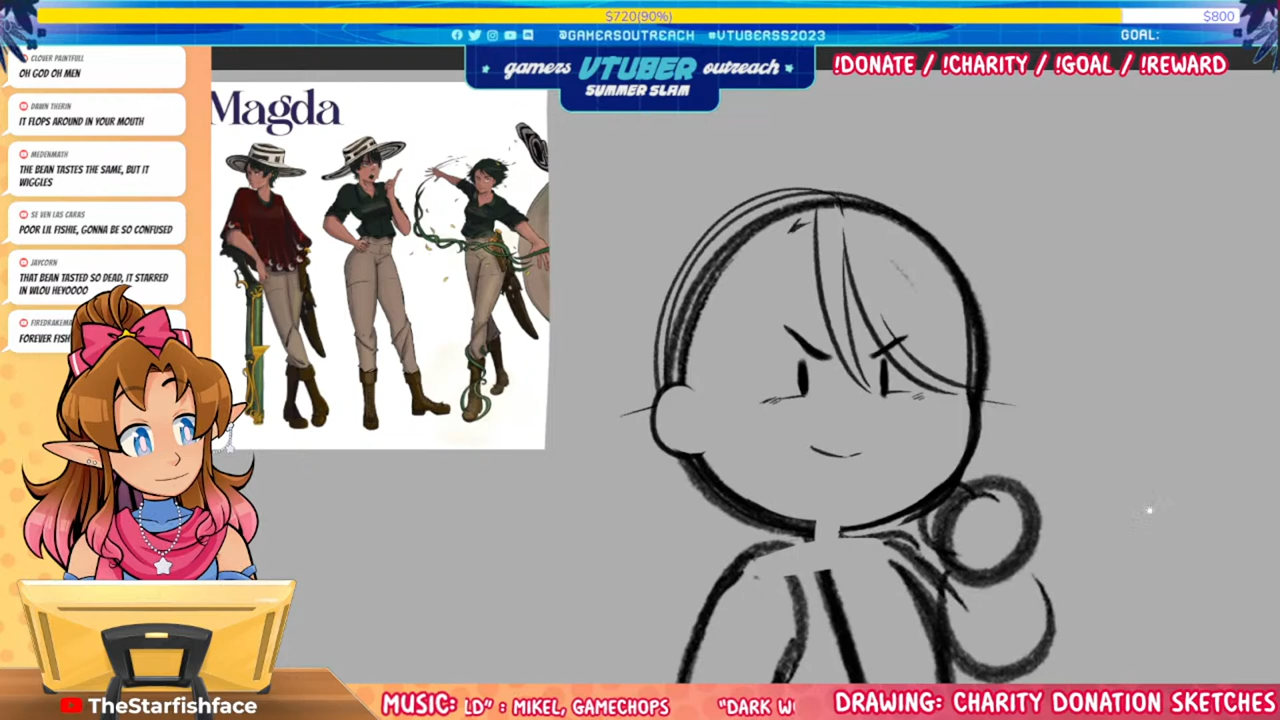 $720(90%)
$800
@GAMERSOUTREACH #VTUBERSS2023
GOAL:
gamers VTUBER outreach
SUMMER SLAM
!DONATE / !CHARITY / !GOAL / !REWARD
CLOVER PAINTFULL
OH GOD OH MEN
DAWN THERIN
IT FLOPS AROUND IN YOUR MOUTH
MEDENMATH
THE BEAN TASTES THE SAME, BUT IT
WIGGLES
SE VEN LAS CARAS
POOR LIL FISHIE, GONNA BE SO CONFUSED
JAYCORN
THAT BEAN TASTED SO DEAD, IT STARRED
IN WLOU HEYOOOO
FIREDRAKEMA
FOREVER FISH
Magda
TheStarfishface
MUSIC: LD" : MIKEL, GAMECHOPS "DARK W
DRAWING: CHARITY DONATION SKETCHES